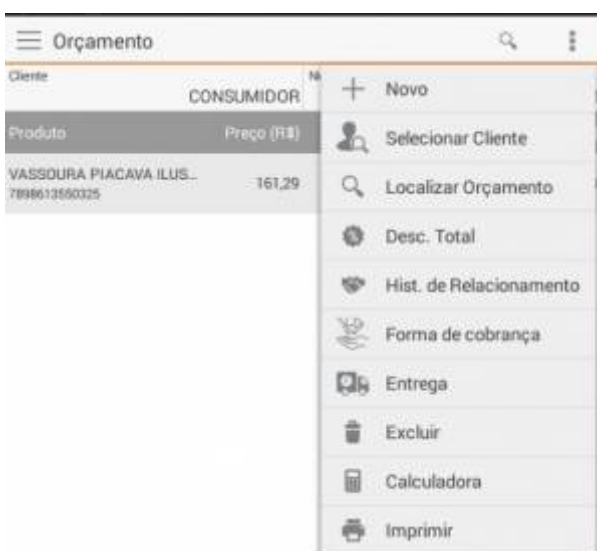 Orçamento
Cliente
CONSUMIDOR
Produto Preço (R$)
VASSOURA PIACAVA ILUS... 161,29
7898613550325
Novo
Selecionar Cliente
Localizar Orçamento
Desc. Total
Hist. de Relacionamento
Forma de cobrança
Entrega
Excluir
Calculadora
Imprimir